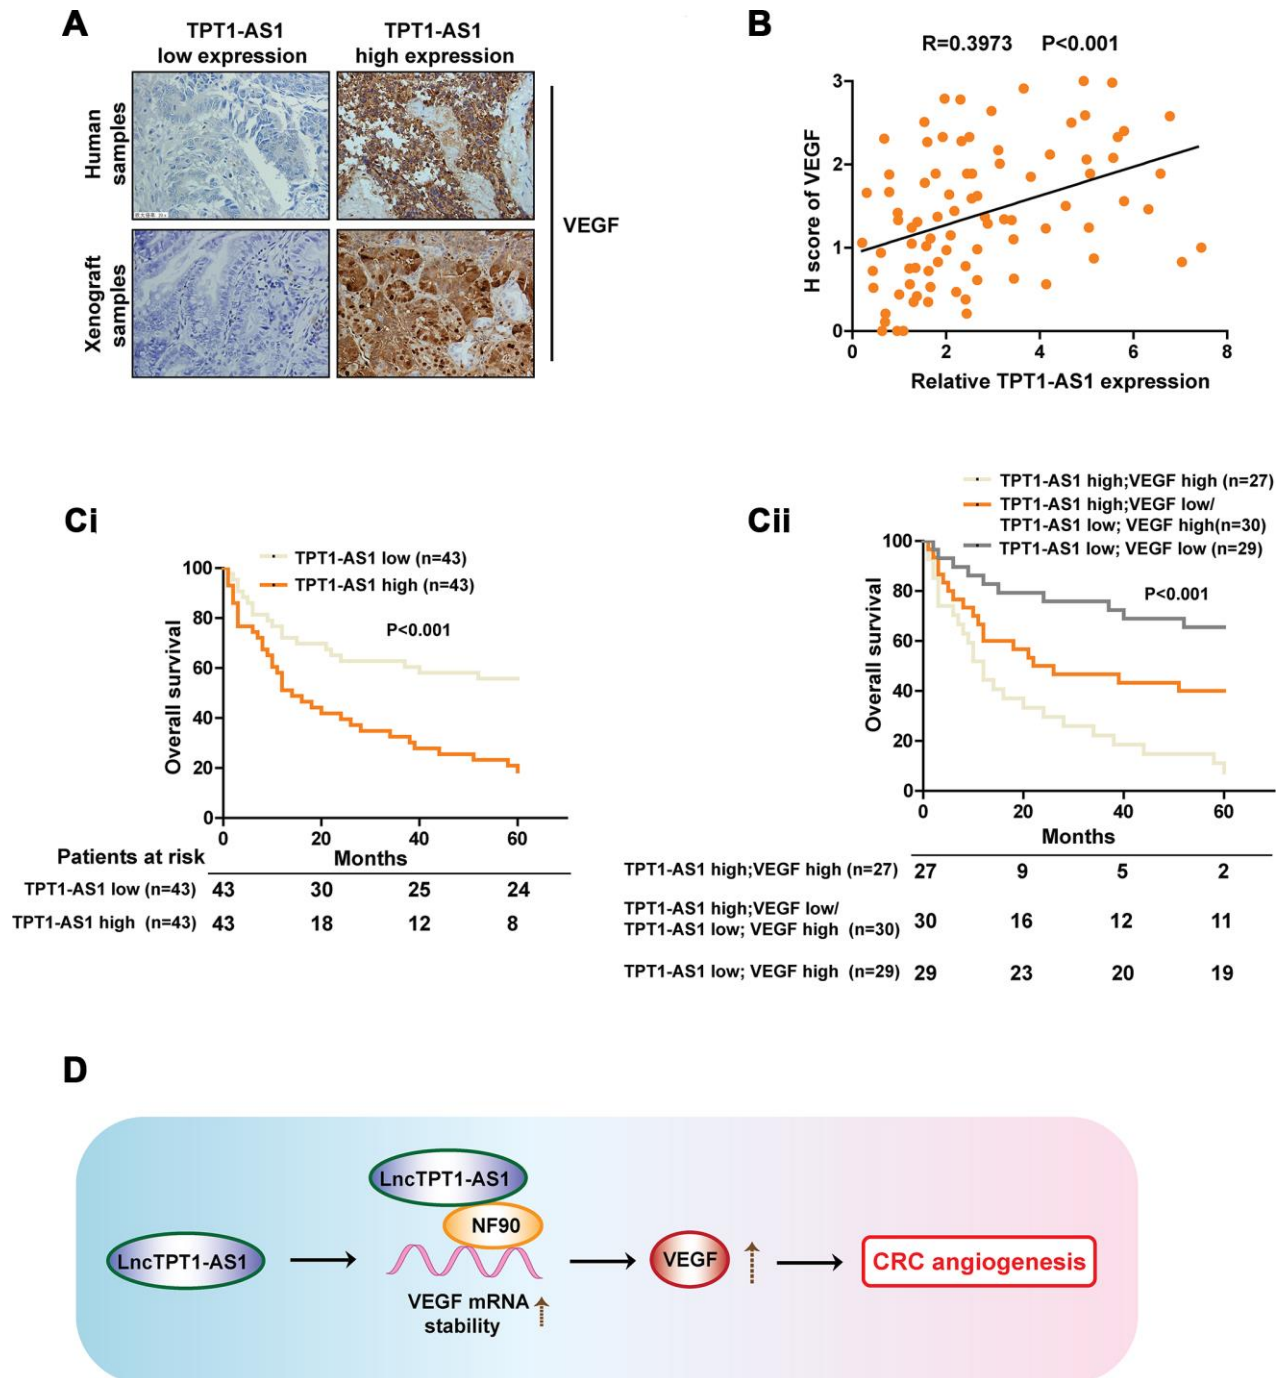 A
TPT1-AS1
low expression
TPT1-AS1
high expression
Human
samples
Xenograft
samples
VEGF
B
R=0.3973 P<0.001
H score of VEGF
3
2
1
0
0 2 4 6 8
Relative TPT1-AS1 expression
Ci
TPT1-AS1 low (n=43)
TPT1-AS1 high (n=43)
P<0.001
Overall survival
100
80
60
40
20
0
0 20 40 60
Months
Patients at risk
TPT1-AS1 low (n=43) 43 30 25 24
TPT1-AS1 high (n=43) 43 18 12 8
Cii
TPT1-AS1 high;VEGF high (n=27)
TPT1-AS1 high;VEGF low/
TPT1-AS1 low; VEGF high(n=30)
TPT1-AS1 low; VEGF low (n=29)
P<0.001
Overall survival
100
80
60
40
20
0
0 20 40 60
Months
TPT1-AS1 high;VEGF high (n=27) 27 9 5 2
TPT1-AS1 high;VEGF low/
TPT1-AS1 low; VEGF high (n=30) 30 16 12 11
TPT1-AS1 low; VEGF high (n=29) 29 23 20 19
D
LncTPT1-AS1
LncTPT1-AS1
NF90
VEGF mRNA
stability
VEGF
CRC angiogenesis